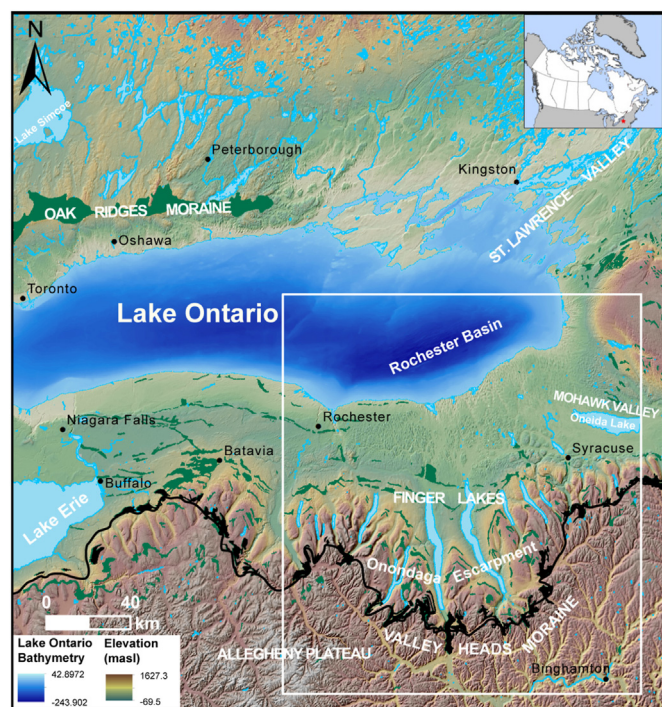 N
Lake Simcoe
Peterborough
Kingston
ST. LAWRENCE VALLEY
OAK RIDGES MORAINE
Oshawa
Toronto
Lake Ontario
Rochester Basin
MOHAWK VALLEY
Oneida Lake
Rochester
Niagara Falls
Syracuse
Batavia
Buffalo
FINGER LAKES
Lake Erie
Onondaga Escarpment
0 40
km
VALLEY HEADS MORAINE
ALLEGHENY PLATEAU
Binghamton
Lake Ontario
Bathymetry
42.8972
-243.902
Elevation
(masl)
1627.3
-69.5